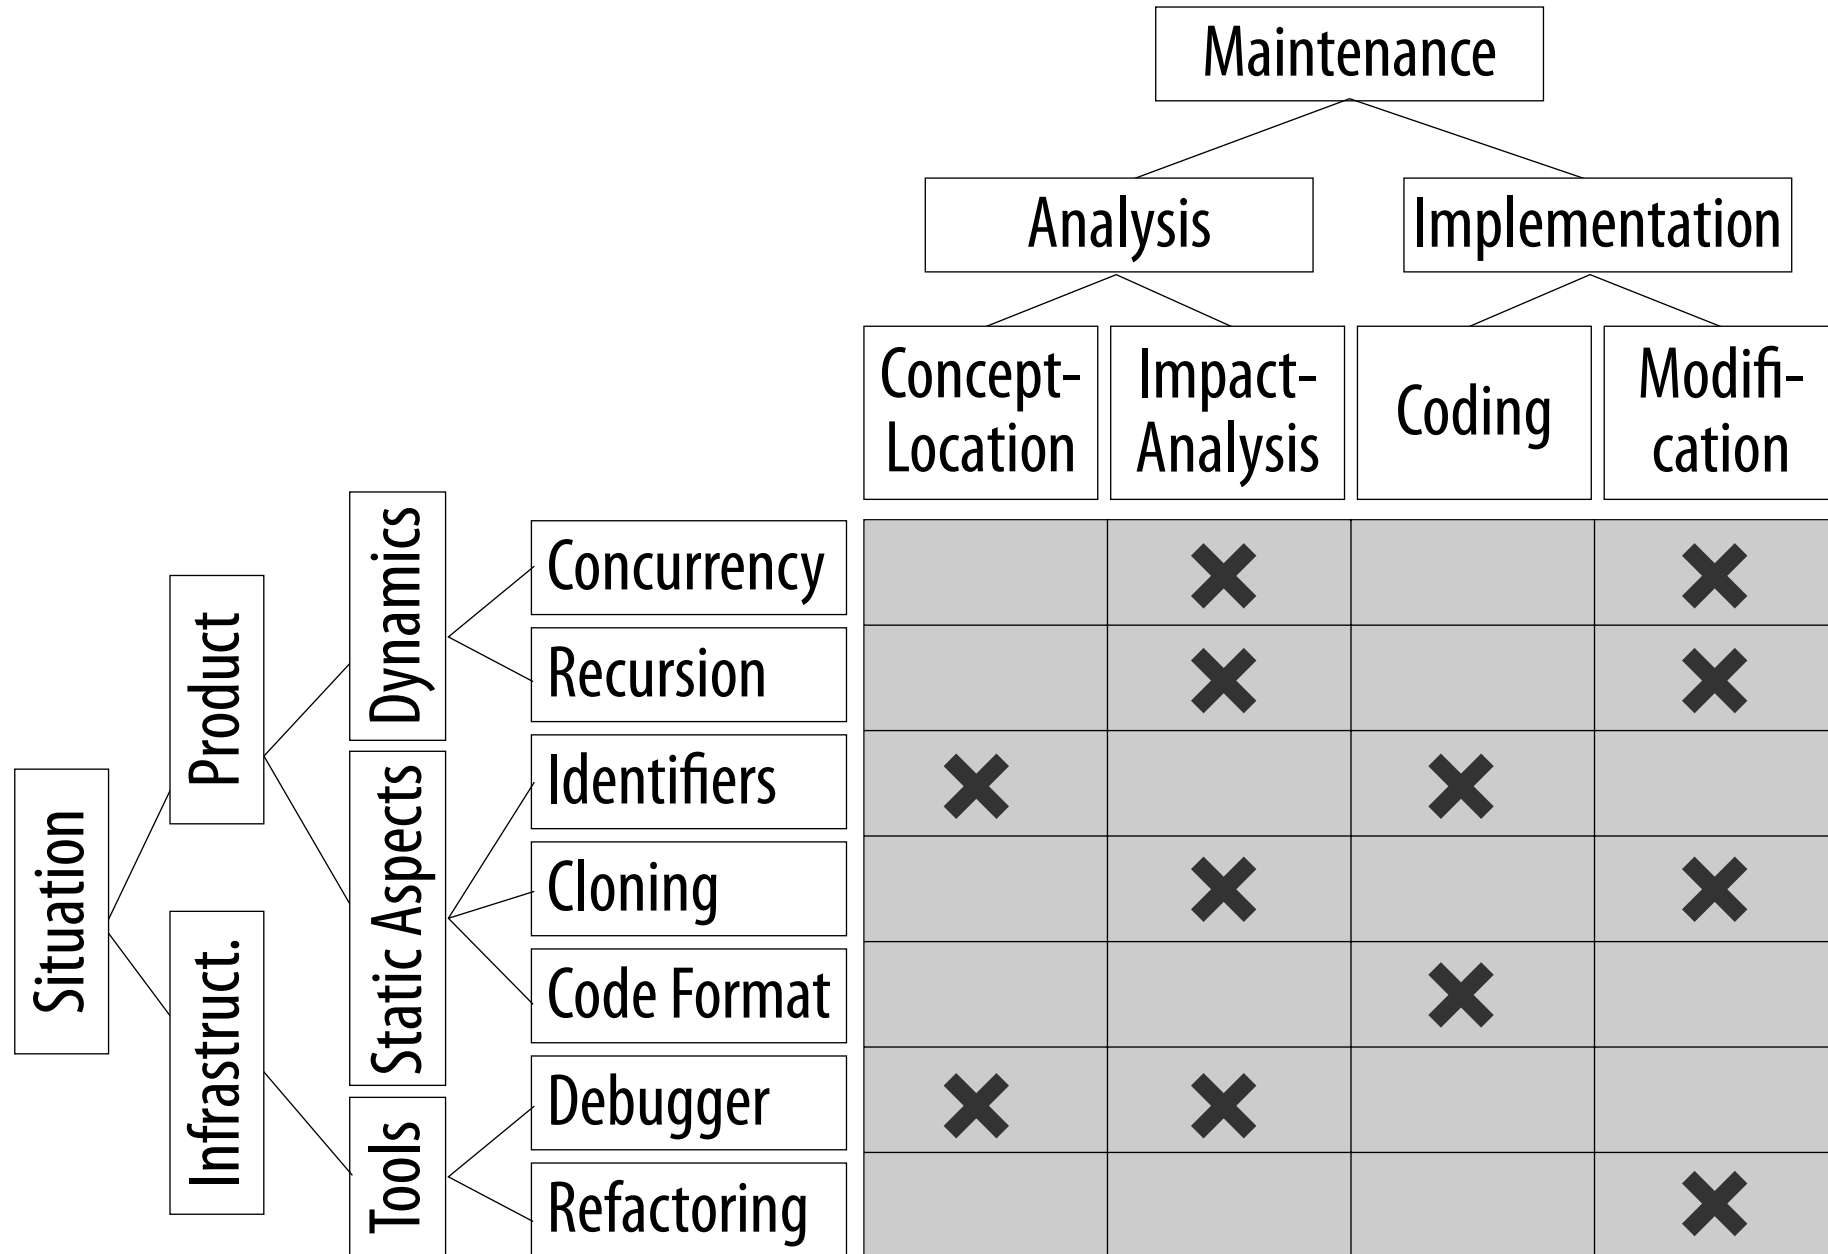 Maintenance
Analysis
Implementation
Concept-
Location
Impact-
Analysis
Coding
Modifi-
cation
Situation
Product
Infrastruct.
Dynamics
Static Aspects
Tools
Concurrency
Recursion
Identifiers
Cloning
Code Format
Debugger
Refactoring